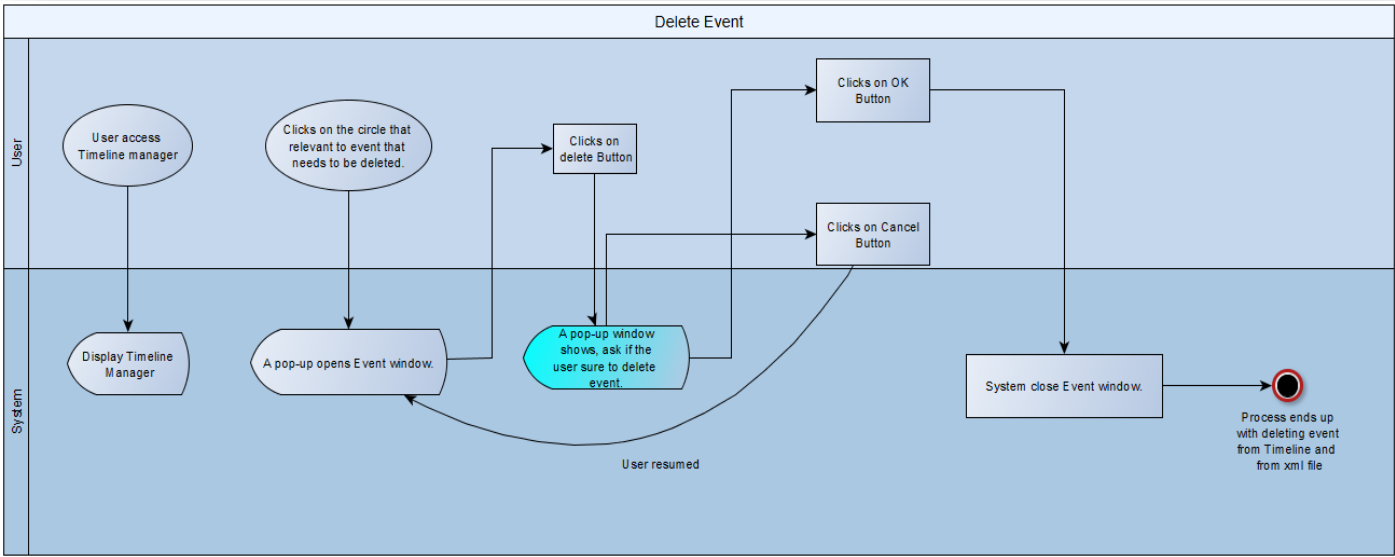 Delete Event
User
User access
Timeline manager
Clicks on the circle that
relevant to event that
needs to be deleted.
Clicks on
delete Button
Clicks on OK
Button
Clicks on Cancel
Button
System
Display Timeline
Manager
A pop-up opens Event window.
A pop-up window
shows, ask if the
user sure to delete
event.
User resumed
System close Event window.
Process ends up
with deleting event
from Timeline and
from xml file